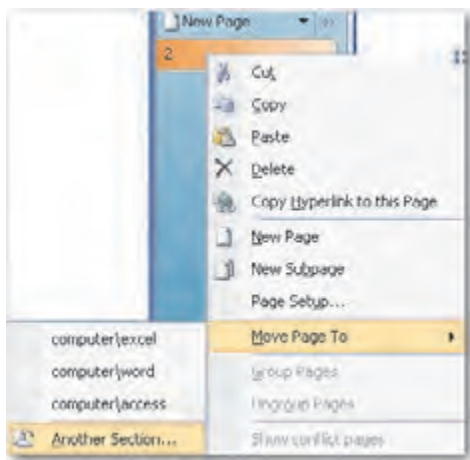 New Page
2
Cut
Copy
Paste
Delete
Copy Hyperlink to this Page
New Page
New Subpage
Page Setup...
Move Page To
Group Pages
Ungroup Pages
Show conflict pages
computer\excel
computer\word
computer\access
Another Section...